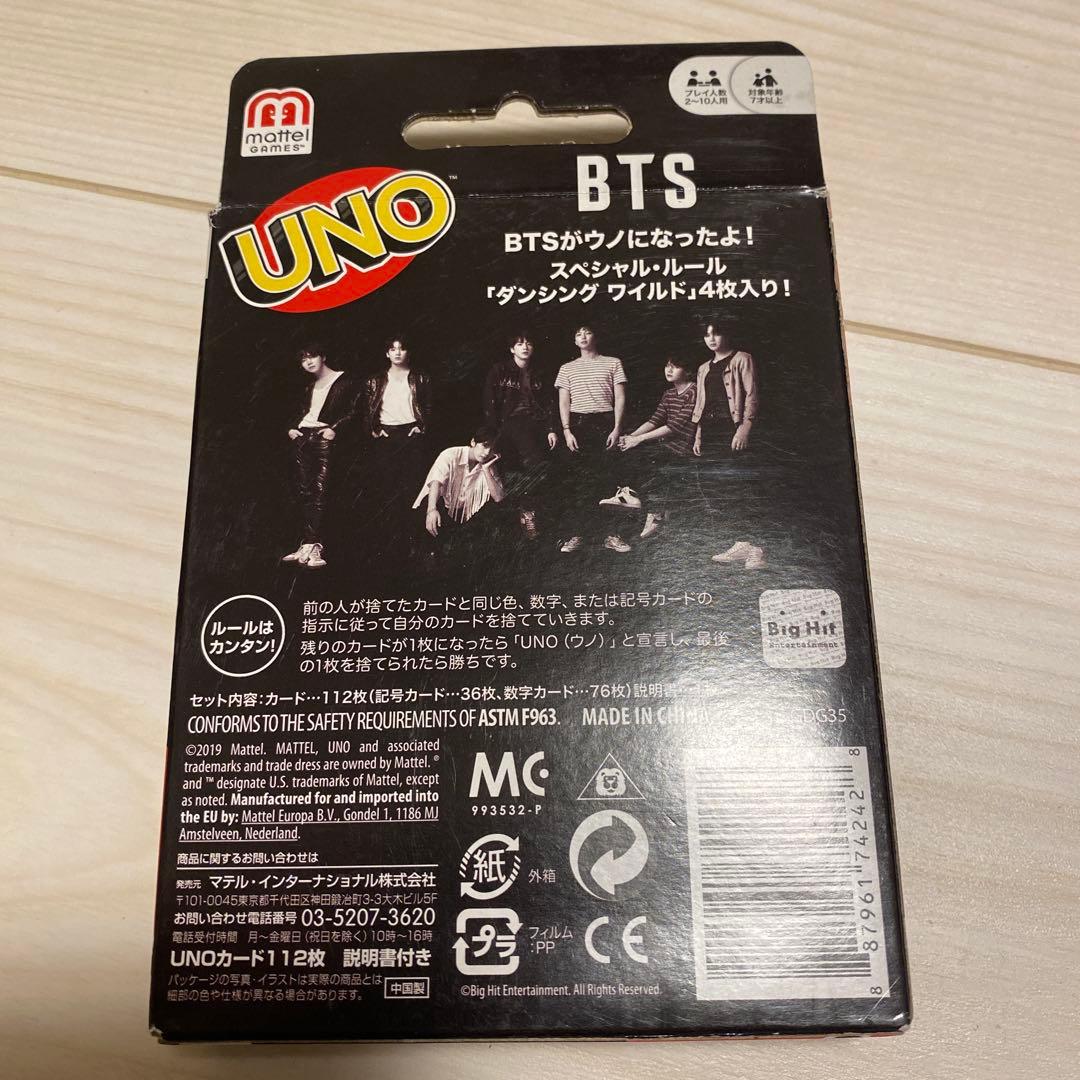 mattel
GAMES™
プレイ人数
2〜10人用
対象年齢
7才以上
UNO™
BTS
BTSがウノになったよ!
スペシャル・ルール
「ダンシング ワイルド」4枚入り!
ルールは
カンタン!
前の人が捨てたカードと同じ色、数字、または記号カードの
指示に従って自分のカードを捨てていきます。
残りのカードが1枚になったら「UNO(ウノ)」と宣言し、最後
の1枚を捨てられたら勝ちです。
Big Hit
Entertainment
セット内容:カード…112枚(記号カード…36枚、数字カード…76枚)説明書
CONFORMS TO THE SAFETY REQUIREMENTS OF ASTM F963. MADE IN CHINA. GDG35
©2019 Mattel. MATTEL, UNO and associated
trademarks and trade dress are owned by Mattel. ®
and ™ designate U.S. trademarks of Mattel, except
as noted. Manufactured for and imported into
the EU by: Mattel Europa B.V., Gondel 1, 1186 MJ
Amstelveen, Nederland.
MC
993532-P
商品に関するお問い合わせは
発売元 マテル・インターナショナル株式会社
〒101-0045東京都千代田区神田鍛冶町3-3大木ビル5F
お問い合わせ電話番号 03-5207-3620
電話受付時間 月〜金曜日(祝日を除く)10時〜16時
UNOカード112枚 説明書付き
パッケージの写真・イラストは実際の商品とは
細部の色や仕様が異なる場合があります。
中国製
紙 外箱
プラ フィルム
:PP
CE
©Big Hit Entertainment. All Rights Reserved.
8 87961 74242 8